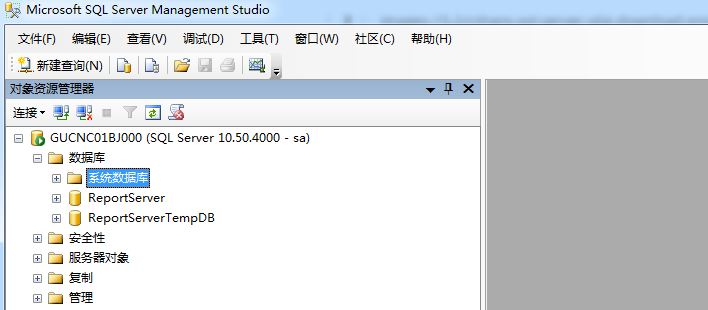 Microsoft SQL Server Management Studio
文件(F) 编辑(E) 查看(V) 调试(D) 工具(T) 窗口(W) 社区(C) 帮助(H)
新建查询(N)
对象资源管理器
连接
GUCNC01BJ000 (SQL Server 10.50.4000 - sa)
数据库
系统数据库
ReportServer
ReportServerTempDB
安全性
服务器对象
复制
管理